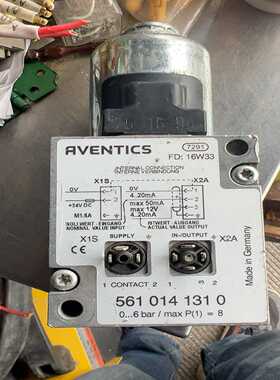 AVENTICS
7291
FD: 16W33
INTERNAL CONNECTION
INTERNE VERBINDUNG
X1S
X2A
0V
0V
4..20mA
+24V DC
max 50mA
max 12V
M1.6A
4..20mA
SOLLWERT - EINGANG
NOMINAL VALUE INPUT
ISTWERT - AUSGANG
ACTUAL VALUE OUTPUT
X1S
SUPPLY
IN-/OUTPUT
X2A
1 CONTACT 2
1
3
2
561 014 131 0
0...6 bar / max P(1) = 8
Made in Germany
CE